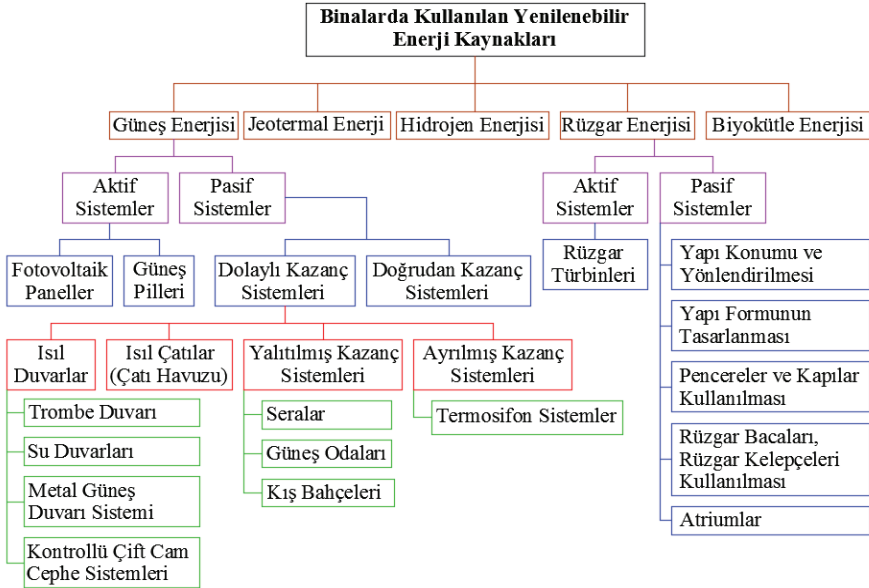 Binalarda Kullanılan Yenilenebilir
Enerji Kaynakları
Güneş Enerjisi
Jeotermal Enerji
Hidrojen Enerjisi
Rüzgar Enerjisi
Biyokütle Enerjisi
Aktif
Sistemler
Pasif
Sistemler
Aktif
Sistemler
Pasif
Sistemler
Fotovoltaik
Paneller
Güneş
Pilleri
Dolaylı Kazanç
Sistemleri
Doğrudan Kazanç
Sistemleri
Rüzgar
Türbinleri
Yapı Konumu ve
Yönlendirilmesi
Yapı Formunun
Tasarlanması
Pencereler ve Kapılar
Kullanılması
Rüzgar Bacaları,
Rüzgar Kelepçeleri
Kullanılması
Atriumlar
Isıl
Duvarlar
Isıl Çatılar
(Çatı Havuzu)
Yalıtılmış Kazanç
Sistemleri
Ayrılmış Kazanç
Sistemleri
Trombe Duvarı
Su Duvarları
Metal Güneş
Duvarı Sistemi
Kontrollü Çift Cam
Cephe Sistemleri
Seralar
Güneş Odaları
Kış Bahçeleri
Termosifon Sistemler